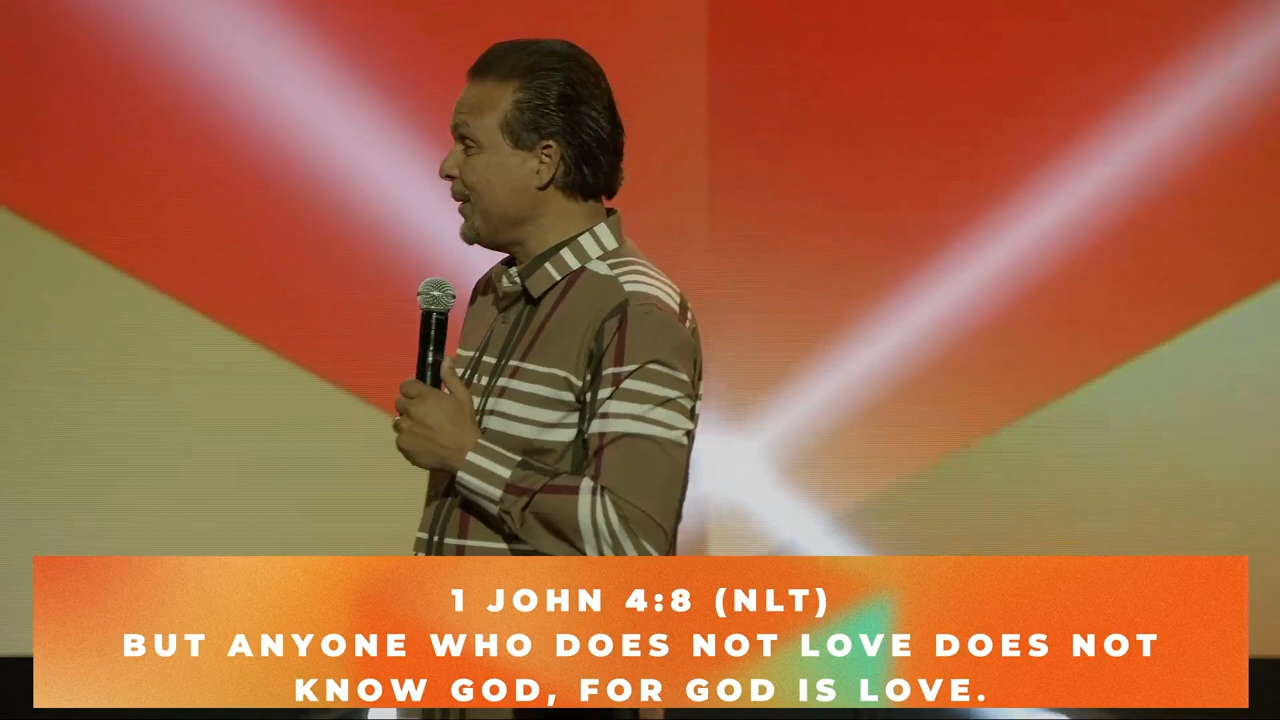 1 JOHN 4:8 (NLT)
BUT ANYONE WHO DOES NOT LOVE DOES NOT
KNOW GOD, FOR GOD IS LOVE.